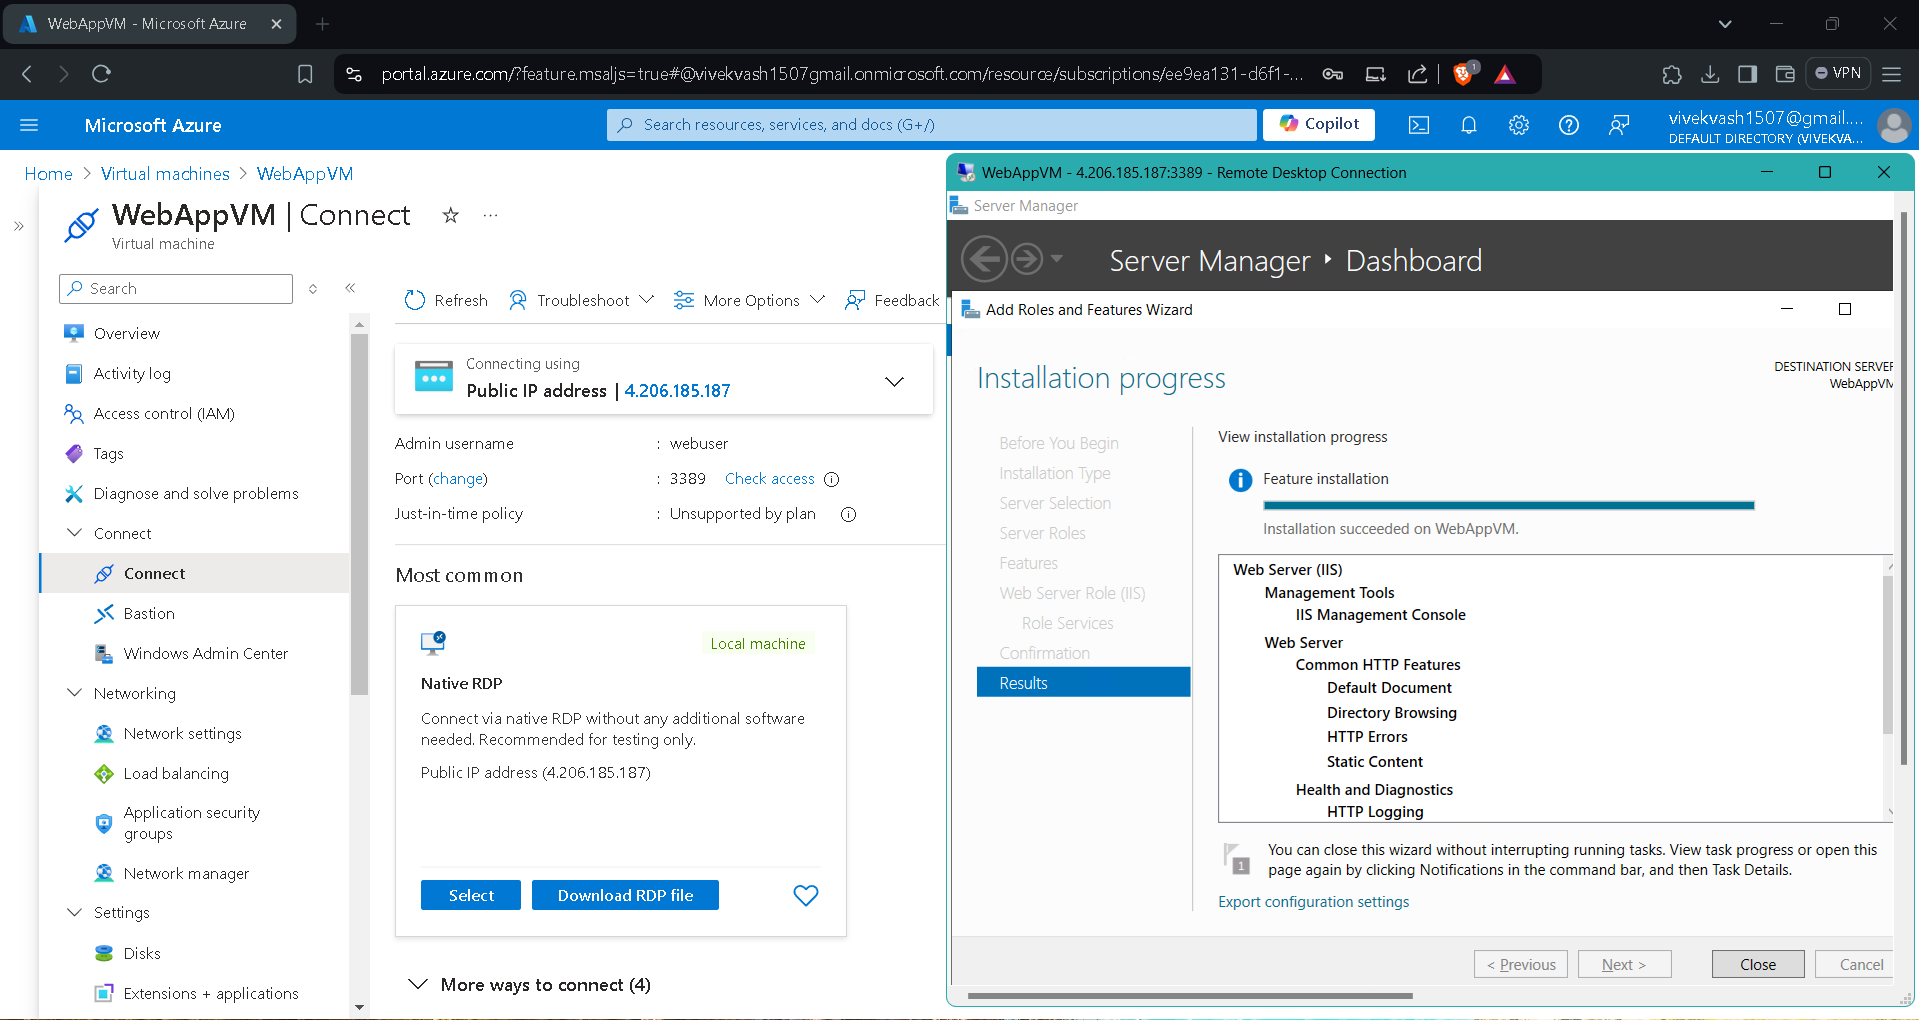 WebAppVM - Microsoft Azure
portal.azure.com/?feature.msaljs=true#@vivekvash1507gmail.onmicrosoft.com/resource/subscriptions/ee9ea131-d6f1-...
1
VPN
Microsoft Azure
Search resources, services, and docs (G+/)
Copilot
vivekvash1507@gmail....
DEFAULT DIRECTORY (VIVEKVA...
Home > Virtual machines > WebAppVM
WebAppVM | Connect
Virtual machine
Search
Overview
Activity log
Access control (IAM)
Tags
Diagnose and solve problems
Connect
Connect
Bastion
Windows Admin Center
Networking
Network settings
Load balancing
Application security
groups
Network manager
Settings
Disks
Extensions + applications
Refresh
Troubleshoot
More Options
Feedback
Connecting using
Public IP address | 4.206.185.187
Admin username : webuser
Port (change) : 3389 Check access
Just-in-time policy : Unsupported by plan
Most common
Local machine
Native RDP
Connect via native RDP without any additional software
needed. Recommended for testing only.
Public IP address (4.206.185.187)
Select
Download RDP file
More ways to connect (4)
WebAppVM - 4.206.185.187:3389 - Remote Desktop Connection
Server Manager
Server Manager ‣ Dashboard
Add Roles and Features Wizard
Installation progress
DESTINATION SERVER
WebAppVM
Before You Begin
Installation Type
Server Selection
Server Roles
Features
Web Server Role (IIS)
Role Services
Confirmation
Results
View installation progress
Feature installation
Installation succeeded on WebAppVM.
Web Server (IIS)
Management Tools
IIS Management Console
Web Server
Common HTTP Features
Default Document
Directory Browsing
HTTP Errors
Static Content
Health and Diagnostics
HTTP Logging
1
You can close this wizard without interrupting running tasks. View task progress or open this
page again by clicking Notifications in the command bar, and then Task Details.
Export configuration settings
< Previous
Next >
Close
Cancel